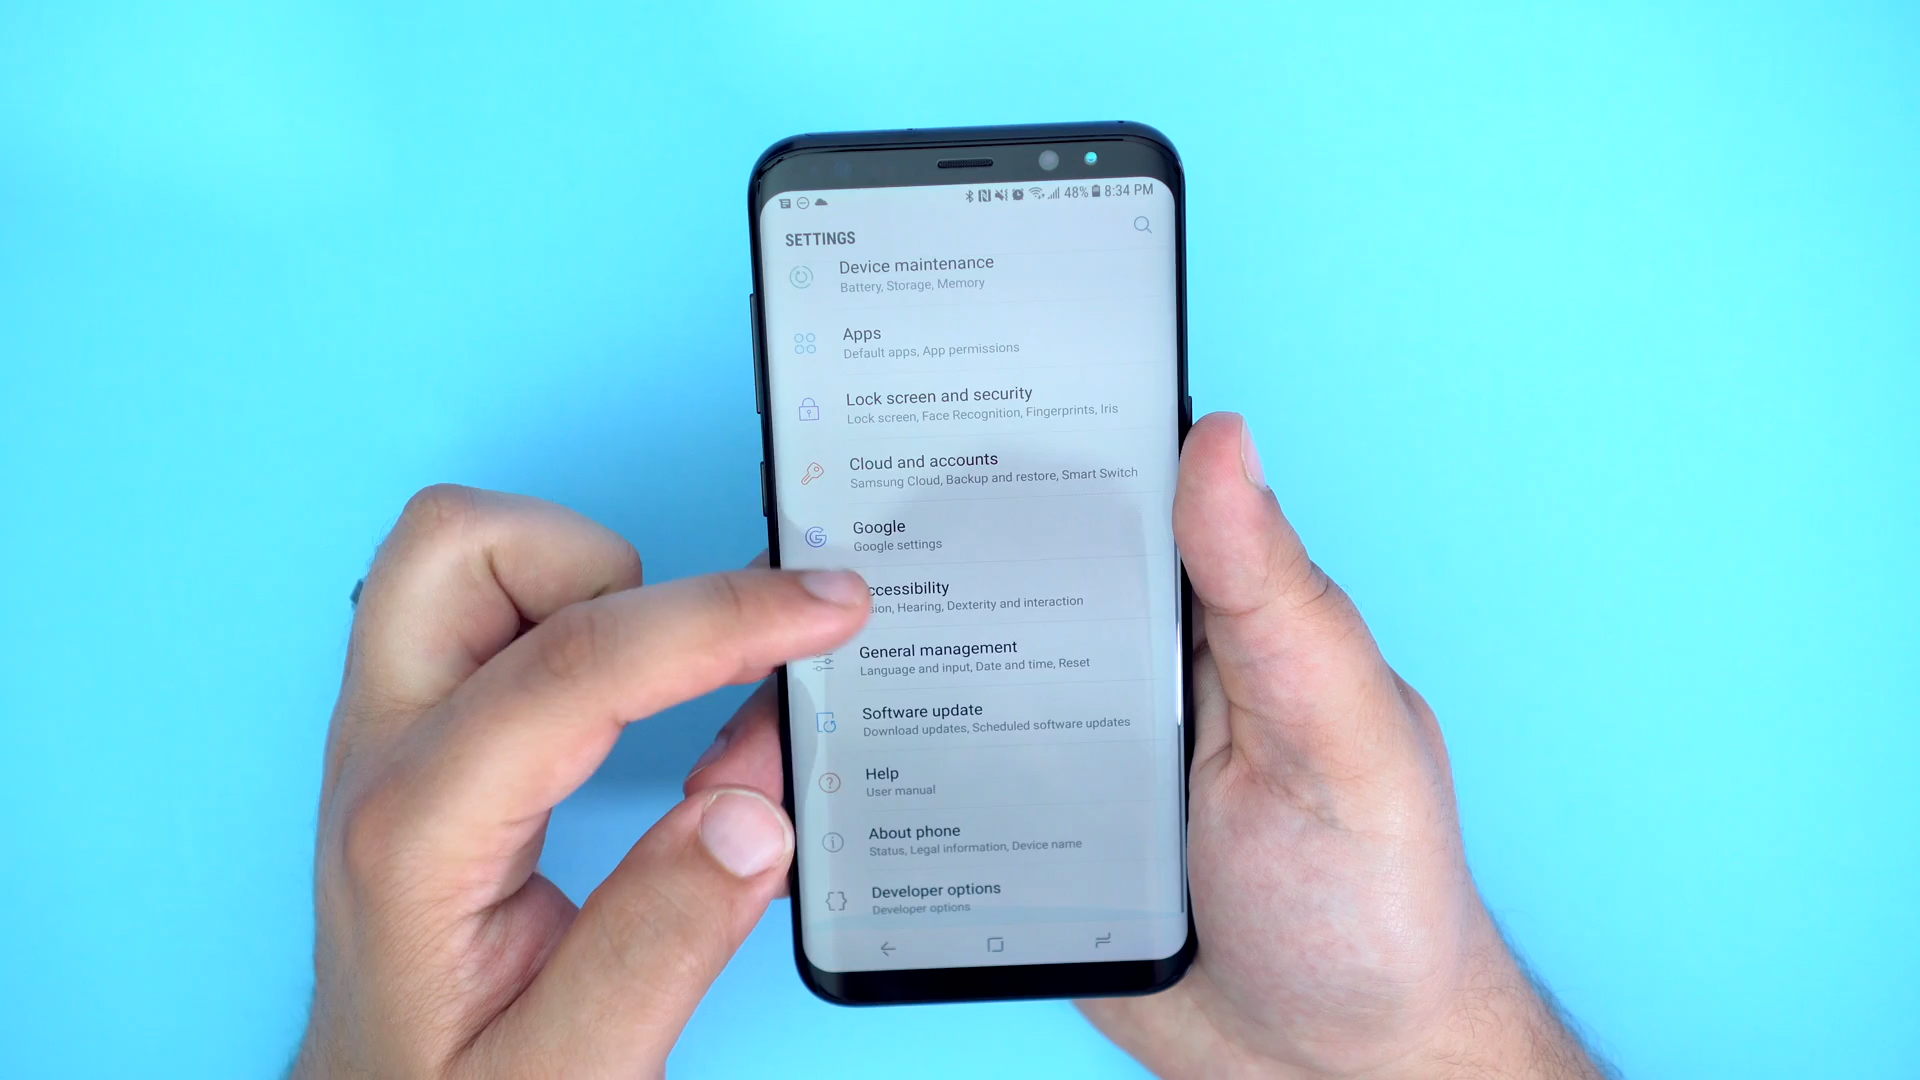 48% 8:34 PM
SETTINGS
Device maintenance
Battery, Storage, Memory
Apps
Default apps, App permissions
Lock screen and security
Lock screen, Face Recognition, Fingerprints, Iris
Cloud and accounts
Samsung Cloud, Backup and restore, Smart Switch
Google
Google settings
ccessibility
sion, Hearing, Dexterity and interaction
General management
Language and input, Date and time, Reset
Software update
Download updates, Scheduled software updates
Help
User manual
About phone
Status, Legal information, Device name
Developer options
Developer options